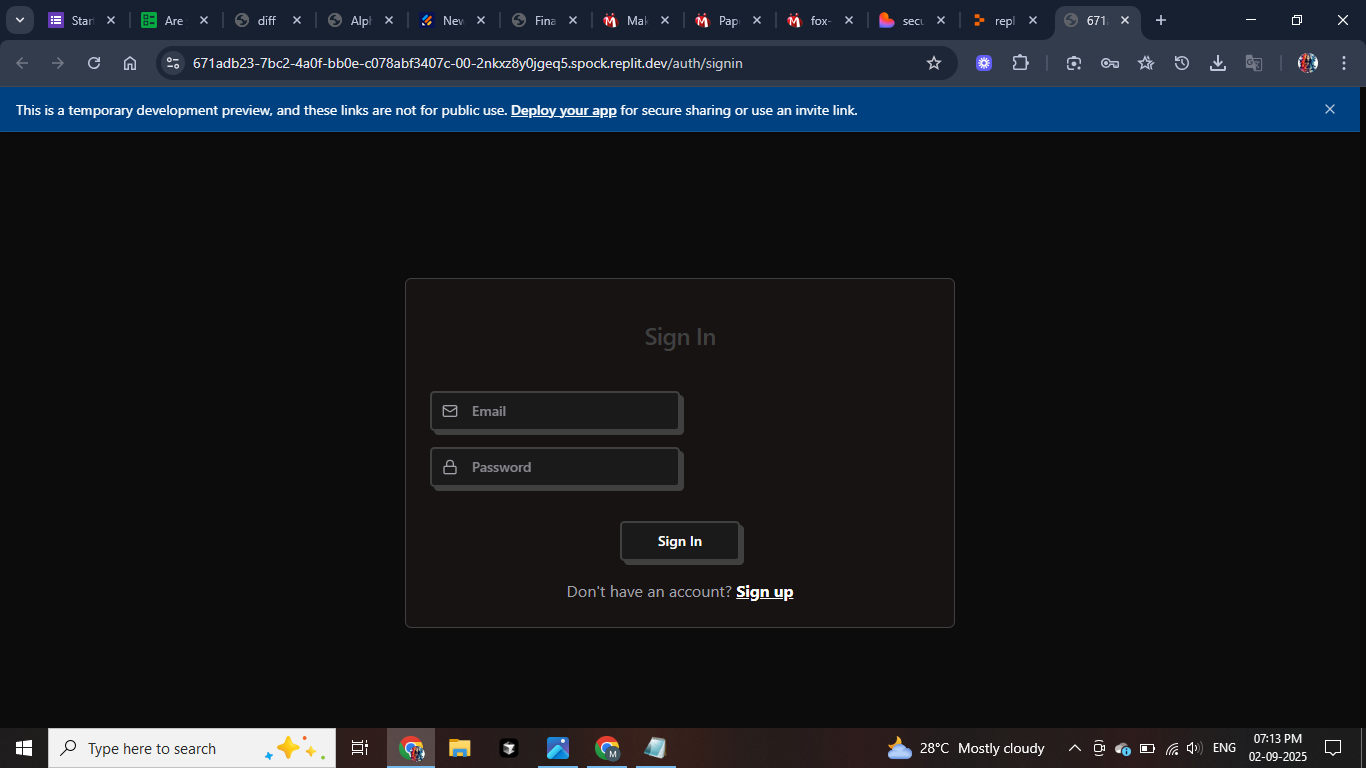 Start
Are
diff
Alph
New
Fina
Mak
Pap
fox-
secu
repl
671a
671adb23-7bc2-4a0f-bb0e-c078abf3407c-00-2nkxz8y0jgeq5.spock.replit.dev/auth/signin
This is a temporary development preview, and these links are not for public use. Deploy your app for secure sharing or use an invite link.
Sign In
Email
Password
Sign In
Don't have an account? Sign up
Type here to search
M
28°C Mostly cloudy
ENG
07:13 PM
02-09-2025